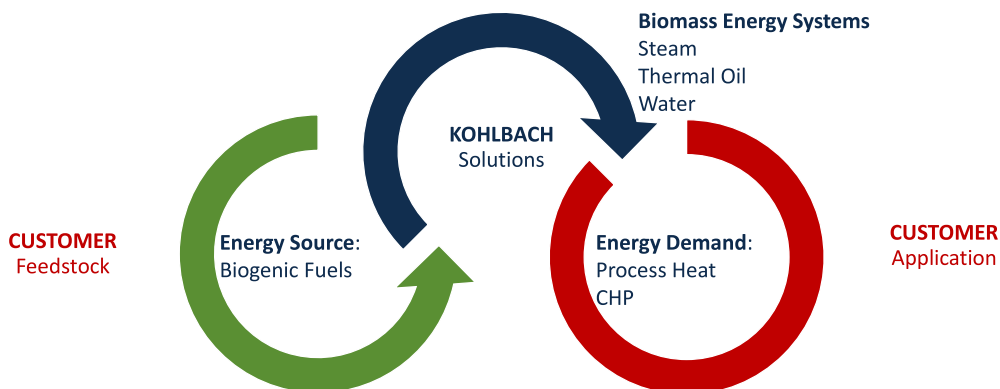 Biomass Energy Systems
Steam
Thermal Oil
Water
KOHLBACH
Solutions
CUSTOMER
Feedstock
Energy Source:
Biogenic Fuels
Energy Demand:
Process Heat
CHP
CUSTOMER
Application